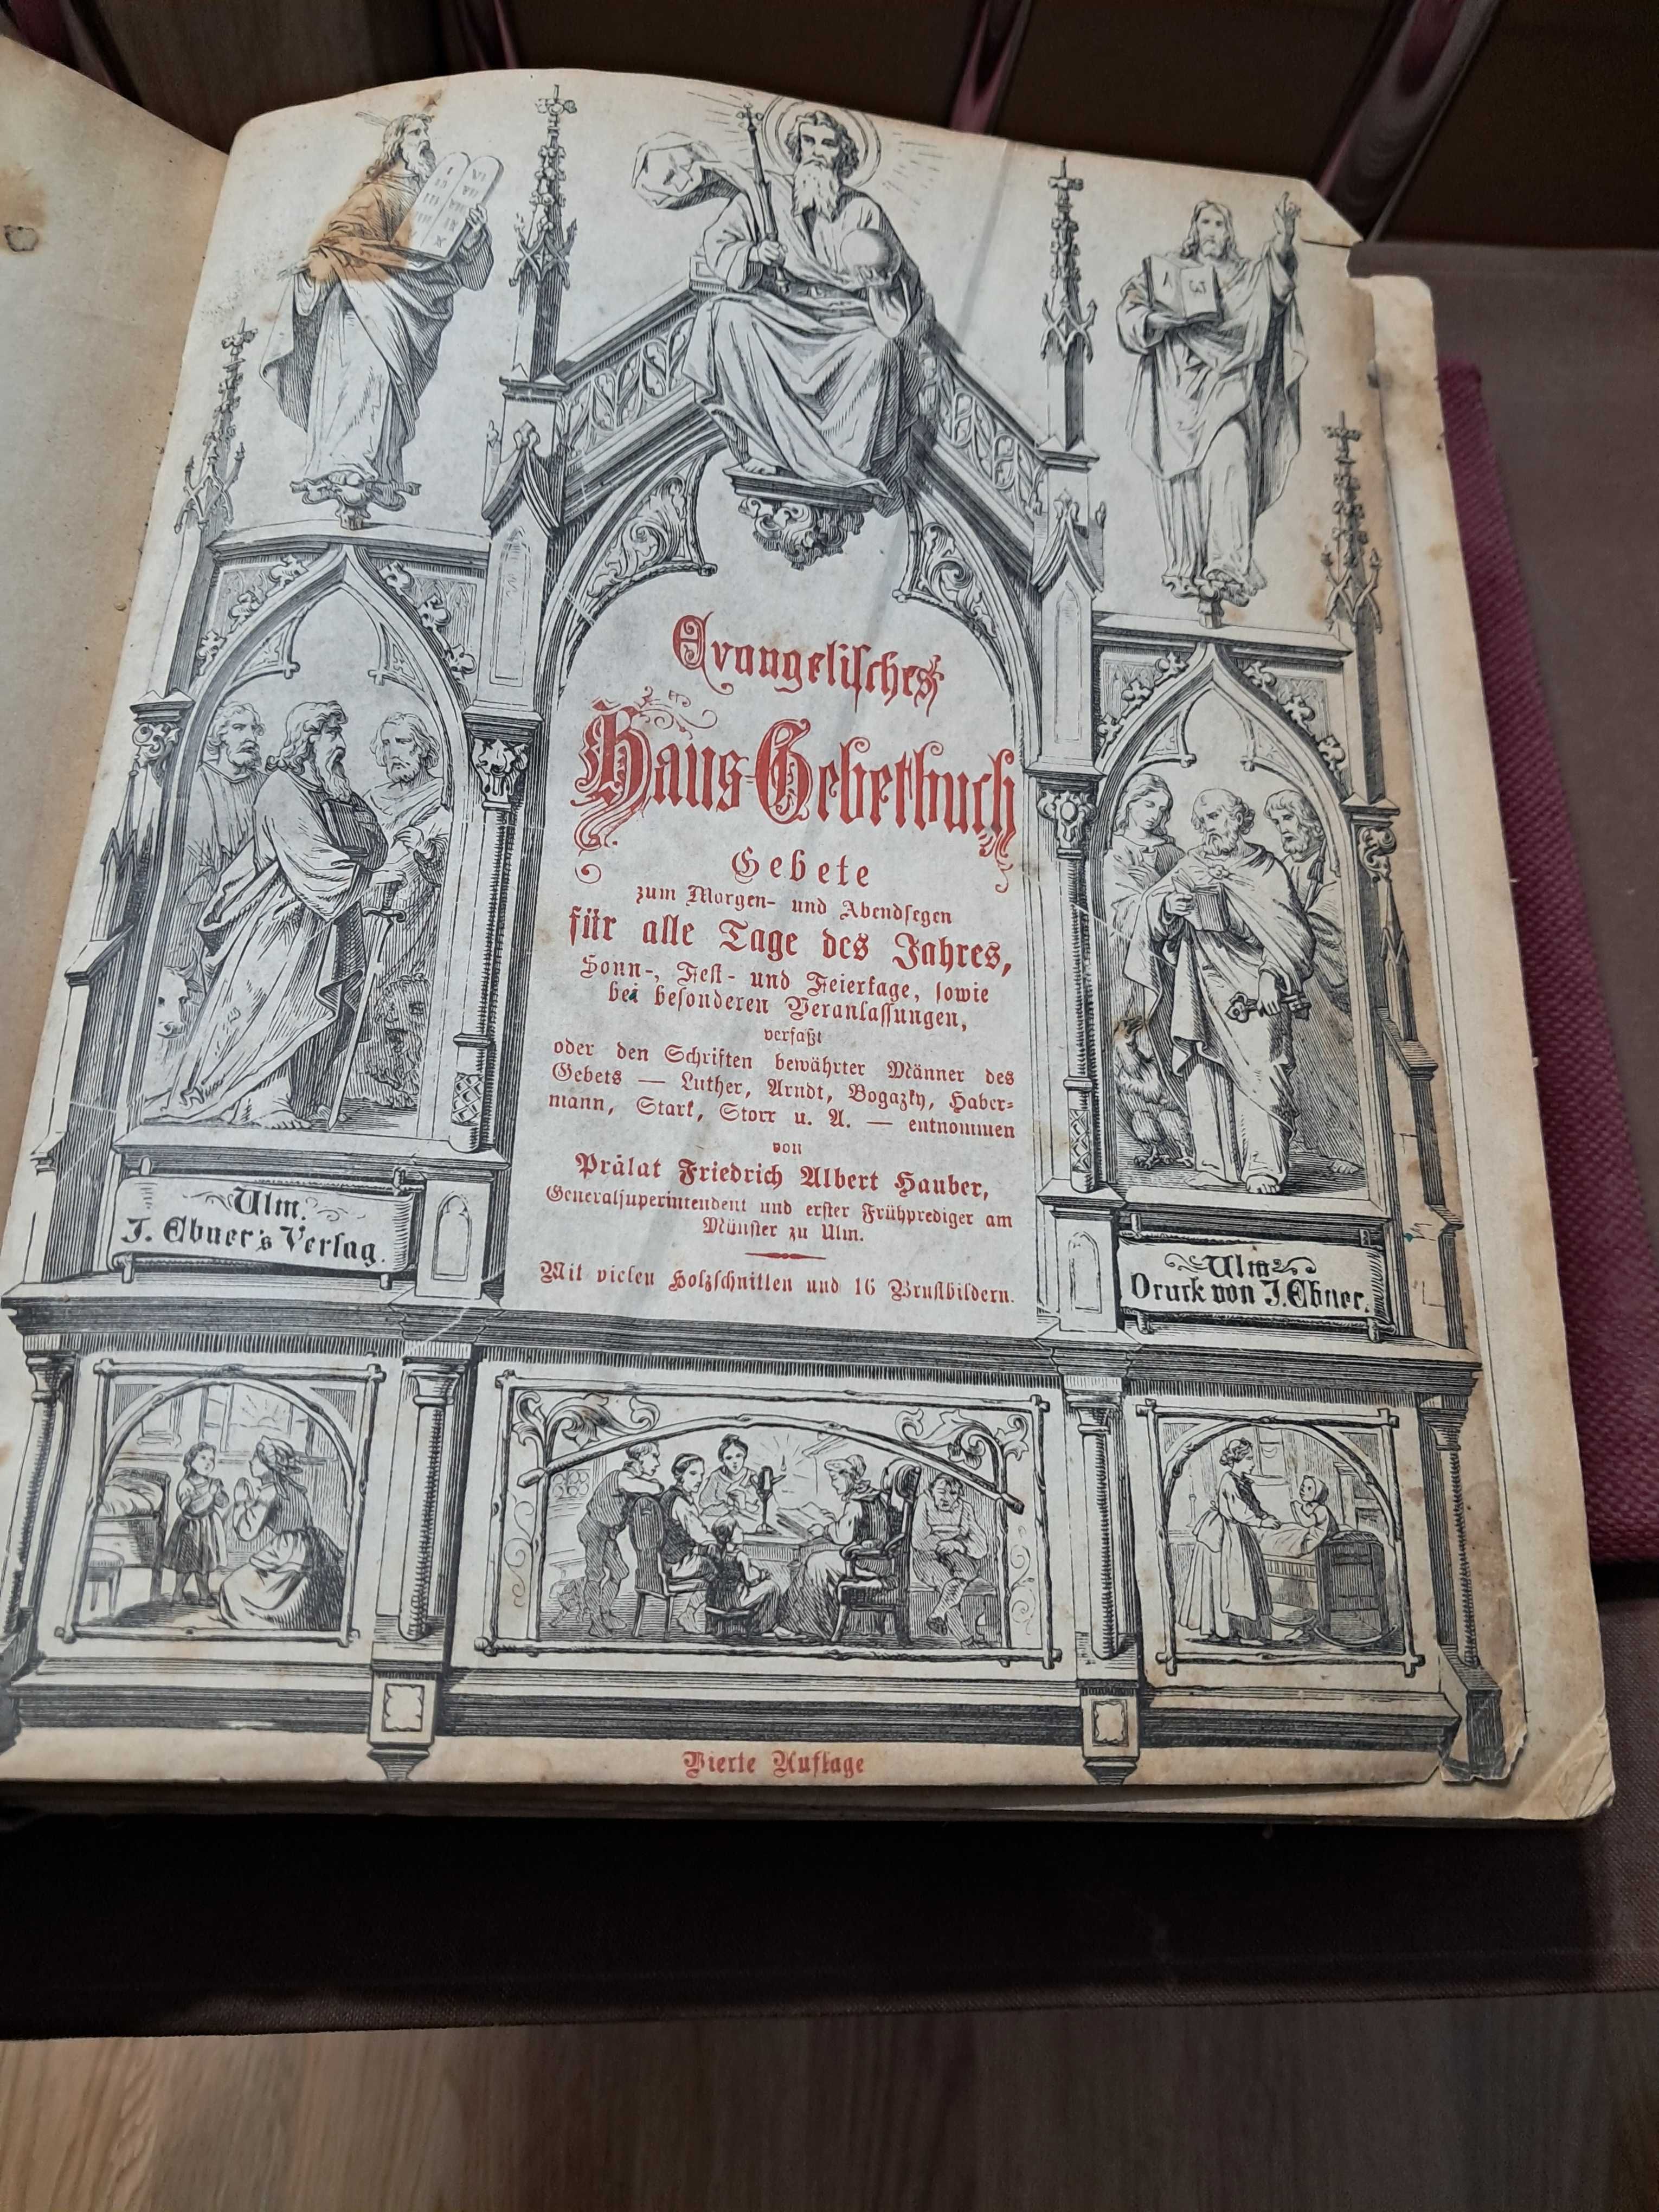 Evangelisches
Haus-Gebetbuch
Gebete
zum Morgen- und Abendsegen
für alle Tage des Jahres,
Sonn-, Fest- und Feiertage, sowie
bei besonderen Veranlassungen,
verfaßt
oder den Schriften bewährter Männer des
Gebets — Luther, Arndt, Bogazky, Haber-
mann, Stark, Storr u. A. — entnommen
von
Prälat Friedrich Albert Hauber,
Generalsuperintendent und erster Frühprediger am
Münster zu Ulm.
Mit vielen Holzschnitten und 16 Brustbildern.
Ulm.
J. Ebner's Verlag.
Ulm
Druck von J. Ebner.
Vierte Auflage